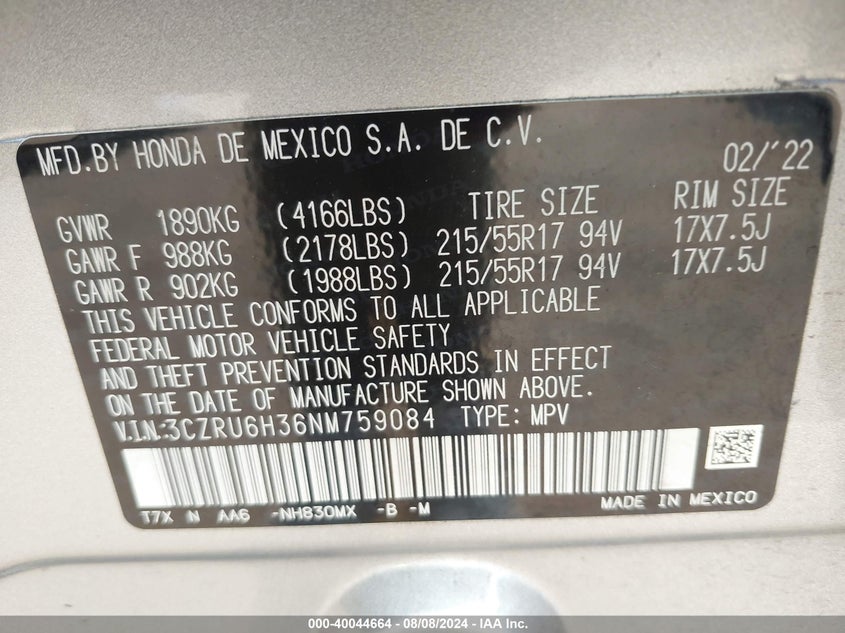 MFD.BY HONDA DE MEXICO S.A. DE C.V. 02/'22
GVWR 1890KG (4166LBS) TIRE SIZE RIM SIZE
GAWR F 988KG (2178LBS) 215/55R17 94V 17X7.5J
GAWR R 902KG (1988LBS) 215/55R17 94V 17X7.5J
THIS VEHICLE CONFORMS TO ALL APPLICABLE
FEDERAL MOTOR VEHICLE SAFETY
AND THEFT PREVENTION STANDARDS IN EFFECT
ON THE DATE OF MANUFACTURE SHOWN ABOVE.
V.I.N:3CZRU6H36NM759084 TYPE: MPV
T7X N AA6 -NH830MX -B -M MADE IN MEXICO
000-40044664 - 08/08/2024 - IAA Inc.